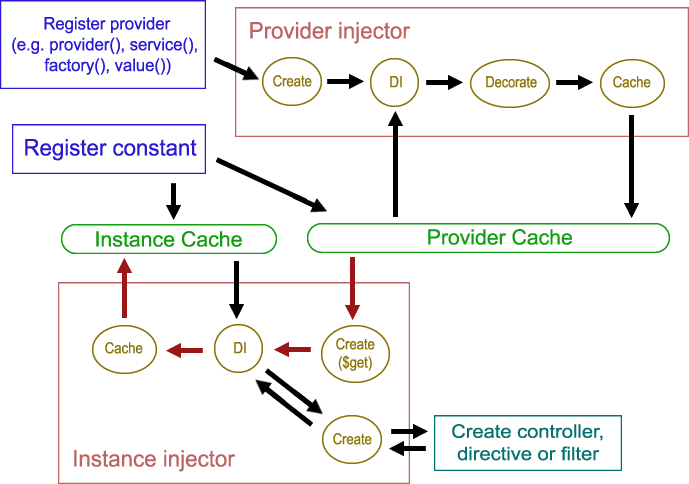 Register provider
(e.g. provider(), service(),
factory(), value())
Provider injector
Create
DI
Decorate
Cache
Register constant
Instance Cache
Provider Cache
Cache
DI
Create
($get)
Create
Instance injector
Create controller,
directive or filter